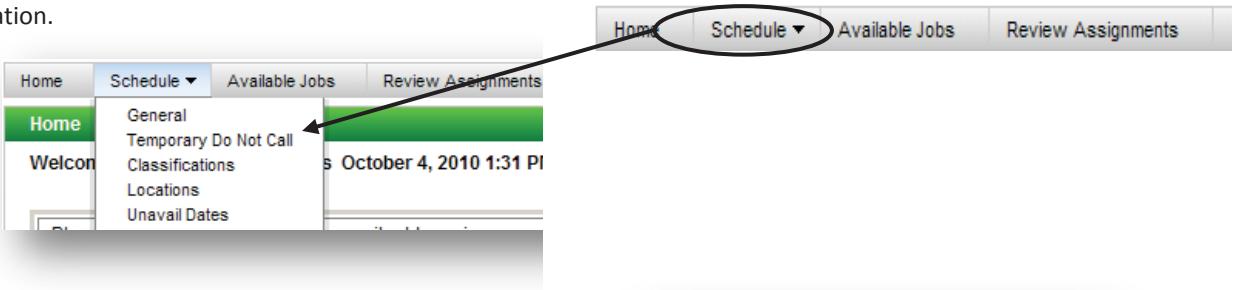 ation.
Home Schedule ▼ Available Jobs Review Assignments
Home Schedule ▼ Available Jobs Review Assignments
General
Temporary Do Not Call
Classifications
Locations
Unavail Dates
Home
October 4, 2010 1:31